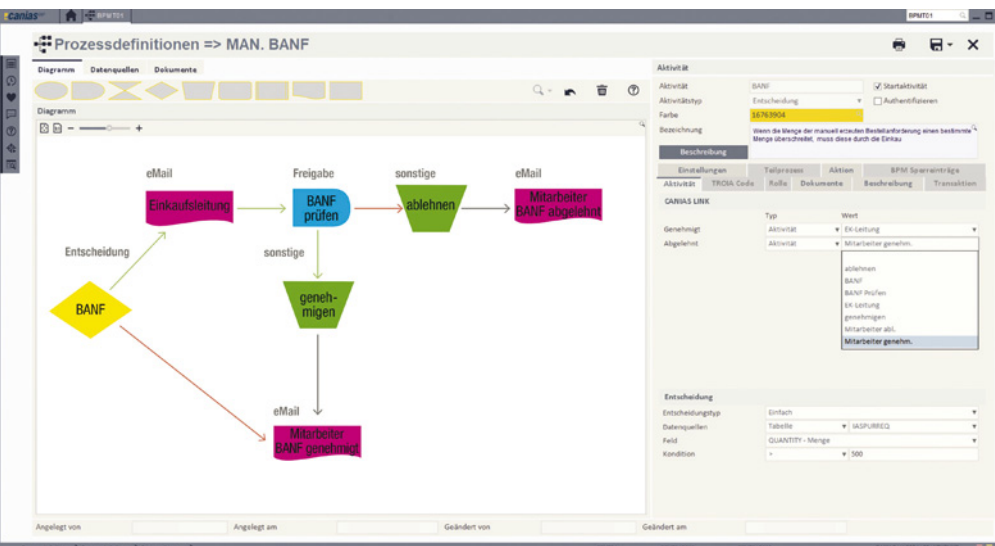 canias
BPMT01
BPMT01
Prozessdefinitionen => MAN. BANF
Diagramm Datenquellen Dokumente
Diagramm
eMail
Freigabe
sonstige
eMail
Einkaufsleitung
BANF
prüfen
ablehnen
Mitarbeiter
BANF abgelehnt
Entscheidung
sonstige
BANF
geneh-
migen
eMail
Mitarbeiter
BANF genehmigt
Aktivität
Aktivität BANF Startaktivität
Aktivitätstyp Entscheidung Authentifizieren
Farbe 16763904
Bezeichnung Wenn die Menge der manuell erzeuten Bestellanforderung einen bestimmte
Menge überschreitet, muss diese durch die Einkau
Beschreibung
Einstellungen Teilprozess Aktion BPM Sperreinträge
Aktivität TROIA Code Rolle Dokumente Beschreibung Transaktion
CANIAS LINK
Typ Wert
Genehmigt Aktivität EK-Leitung
Abgelehnt Aktivität Mitarbeiter genehm.
ablehnen
BANF
BANF Prüfen
EK-Leitung
genehmigen
Mitarbeiter abl.
Mitarbeiter genehm.
Entscheidung
Entscheidungstyp Einfach
Datenquellen Tabelle IASPURREQ
Feld QUANTITY - Menge
Kondition > 500
Angelegt von Angelegt am Geändert von Geändert am